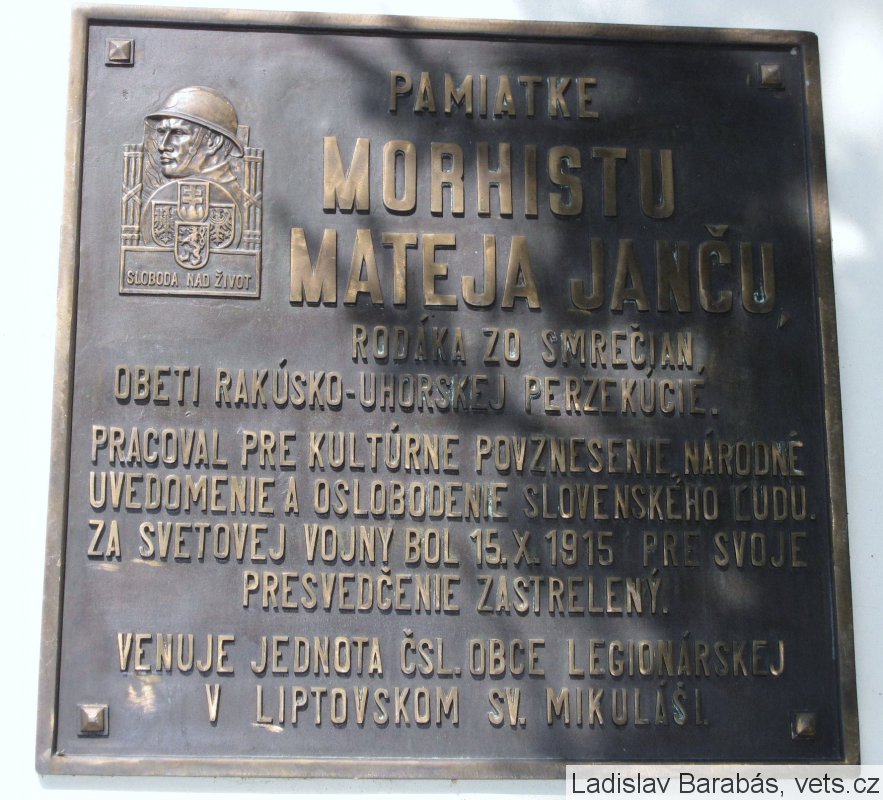 PAMIATKE
MORHISTU
MATEJA JANČU,
RODÁKA ZO SMREČIAN,
OBETI RAKÚSKO-UHORSKEJ PERZEKÚCIÉ.
PRACOVAL PRE KULTÚRNE POVZNESENIE NÁRODNÉ
UVEDOMENIE A OSLOBODENIE SLOVENSKÉHO ĽUDU.
ZA SVETOVEJ VOJNY BOL 15.X.1915 PRE SVOJE
PRESVEDČENIE ZASTRELENÝ.
VENUJE JEDNOTA ČSL. OBCE LEGIONÁRSKEJ
V LIPTOVSKOM SV. MIKULÁŠI.
SLOBODA NAD ŽIVOT
Ladislav Barabás, vets.cz